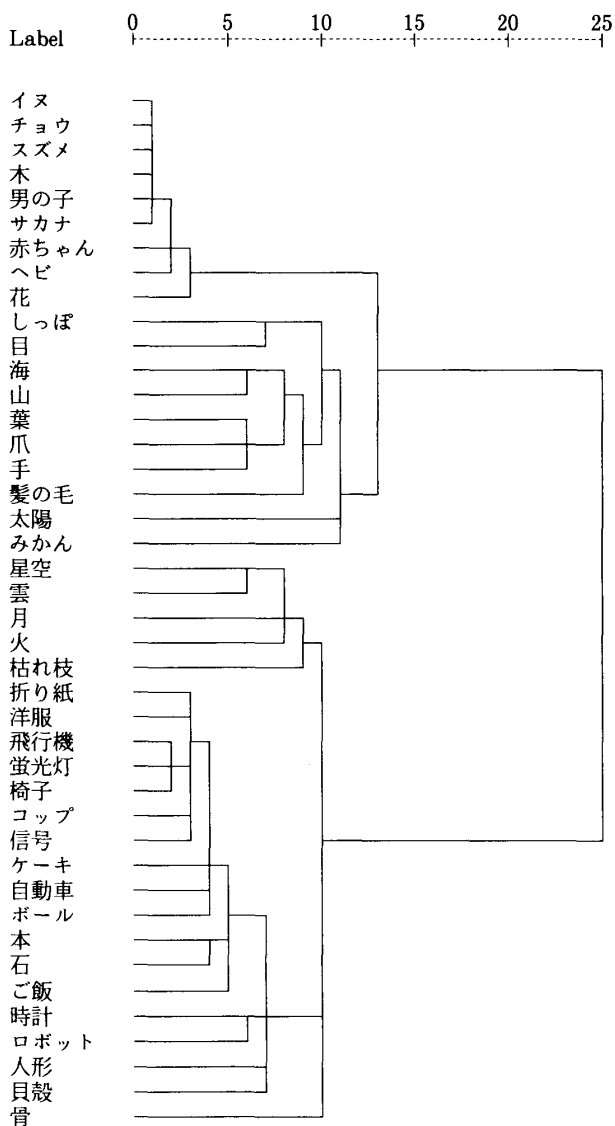 0 5 10 15 20 25
Label
イヌ
チョウ
スズメ
木
男の子
サカナ
赤ちゃん
ヘビ
花
しっぽ
目
海
山
葉
爪
手
髪の毛
太陽
みかん
星空
雲
月
火
枯れ枝
折り紙
洋服
飛行機
蛍光灯
椅子
コップ
信号
ケーキ
自動車
ボール
本
石
ご飯
時計
ロボット
人形
貝殻
骨